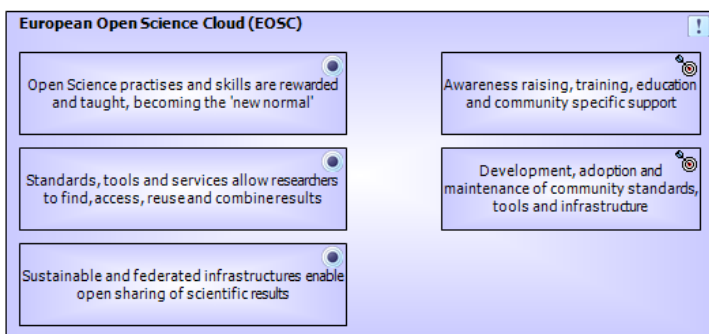 European Open Science Cloud (EOSC)
!
Open Science practises and skills are rewarded
and taught, becoming the 'new normal'
Awareness raising, training, education
and community specific support
Standards, tools and services allow researchers
to find, access, reuse and combine results
Development, adoption and
maintenance of community standards,
tools and infrastructure
Sustainable and federated infrastructures enable
open sharing of scientific results